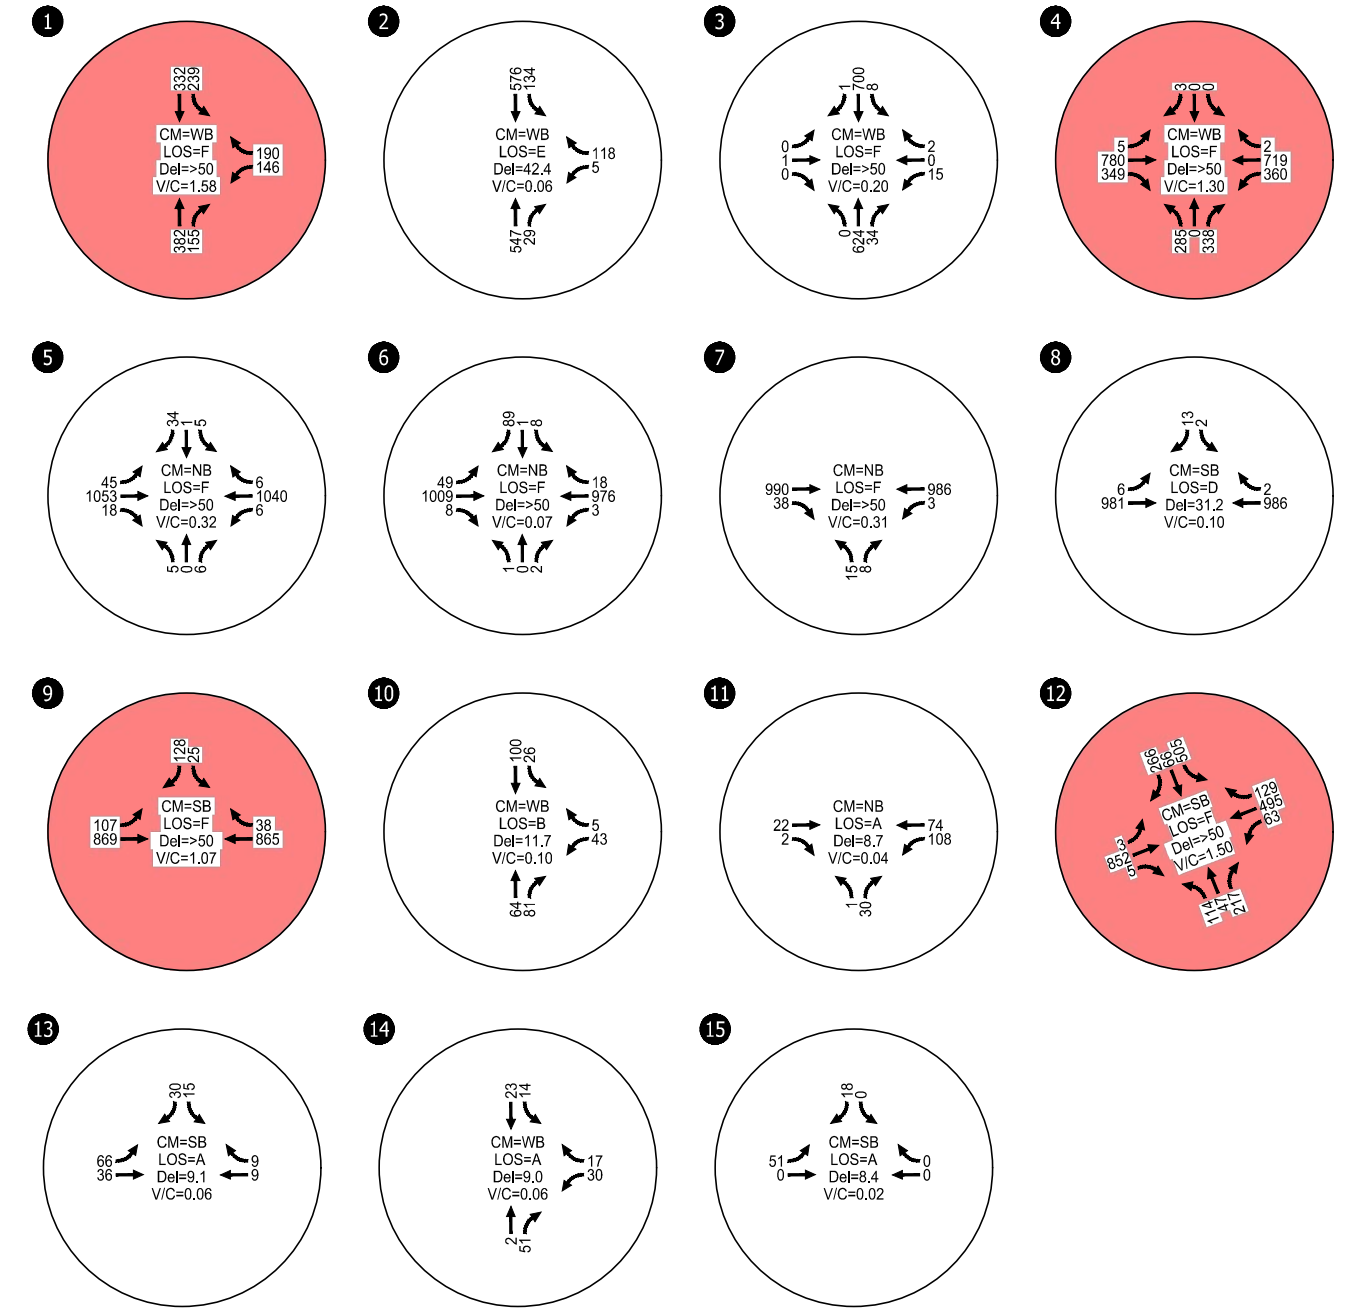 1
332
239
CM=WB
LOS=F
Del=>50
V/C=1.58
190
146
382
155
2
576
134
CM=WB
LOS=E
Del=42.4
V/C=0.06
118
5
547
29
3
1
700
8
0
1
0
CM=WB
LOS=F
Del=>50
V/C=0.20
2
0
15
0
624
34
4
3
0
0
5
780
349
CM=WB
LOS=F
Del=>50
V/C=1.30
2
719
360
285
0
338
5
34
1
5
45
1053
18
CM=NB
LOS=F
Del=>50
V/C=0.32
6
1040
6
5
0
6
6
89
1
8
49
1009
8
CM=NB
LOS=F
Del=>50
V/C=0.07
18
976
3
1
0
2
7
990
38
CM=NB
LOS=F
Del=>50
V/C=0.31
986
3
15
8
8
13
2
6
981
CM=SB
LOS=D
Del=31.2
V/C=0.10
2
986
9
128
25
107
869
CM=SB
LOS=F
Del=>50
V/C=1.07
38
865
10
100
26
CM=WB
LOS=B
Del=11.7
V/C=0.10
5
43
64
81
11
22
2
CM=NB
LOS=A
Del=8.7
V/C=0.04
74
108
1
30
12
266
66
505
3
852
5
CM=SB
LOS=F
Del=>50
V/C=1.50
129
495
63
114
47
217
13
30
15
66
36
CM=SB
LOS=A
Del=9.1
V/C=0.06
9
9
14
23
14
CM=WB
LOS=A
Del=9.0
V/C=0.06
17
30
2
51
15
18
0
51
0
CM=SB
LOS=A
Del=8.4
V/C=0.02
0
0